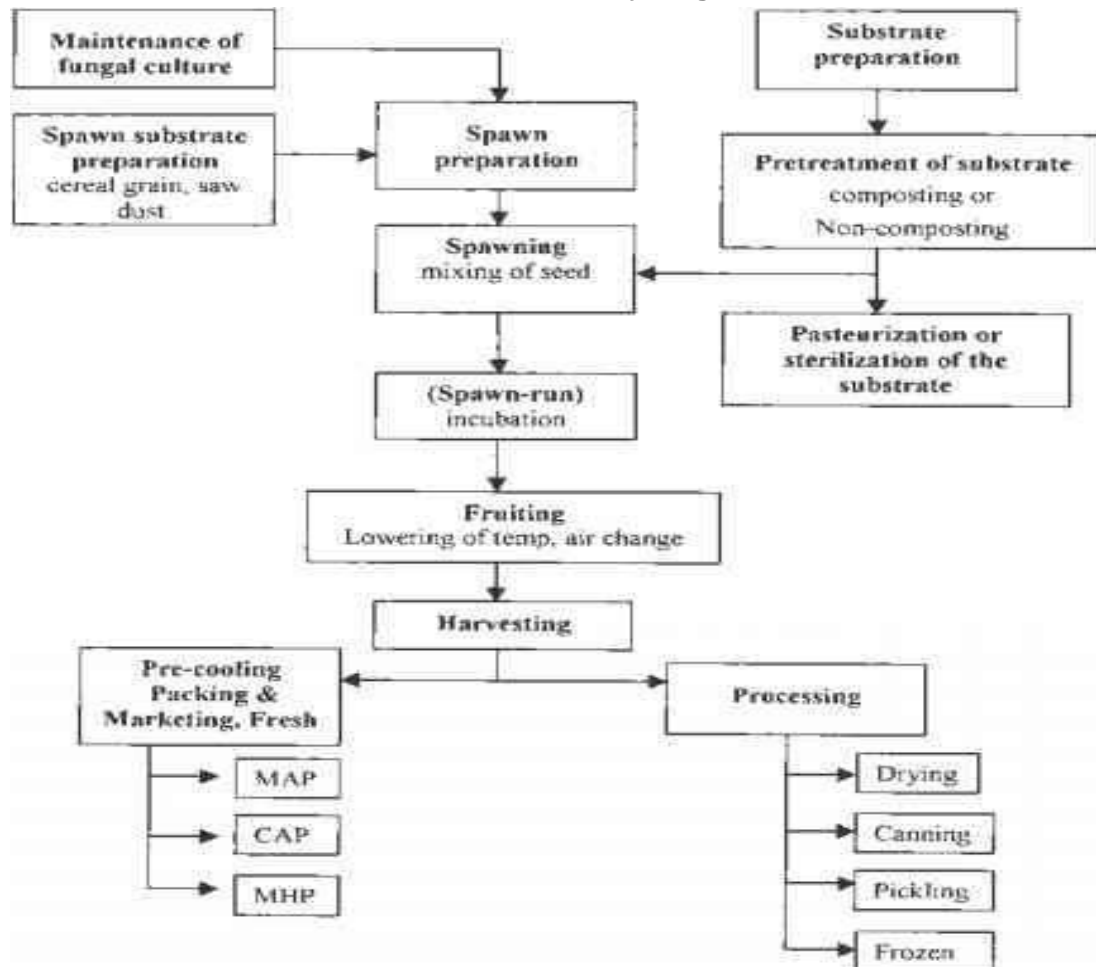 Maintenance of
fungal culture
Substrate
preparation
Spawn substrate
preparation
cereal grain, saw
dust
Spawn
preparation
Pretreatment of substrate
composting or
Non-composting
Spawning
mixing of seed
Pasteurization or
sterilization of the
substrate
(Spawn-run)
incubation
Fruiting
Lowering of temp, air change
Harvesting
Pre-cooling
Packing &
Marketing, Fresh
Processing
MAP
CAP
MHP
Drying
Canning
Pickling
Frozen